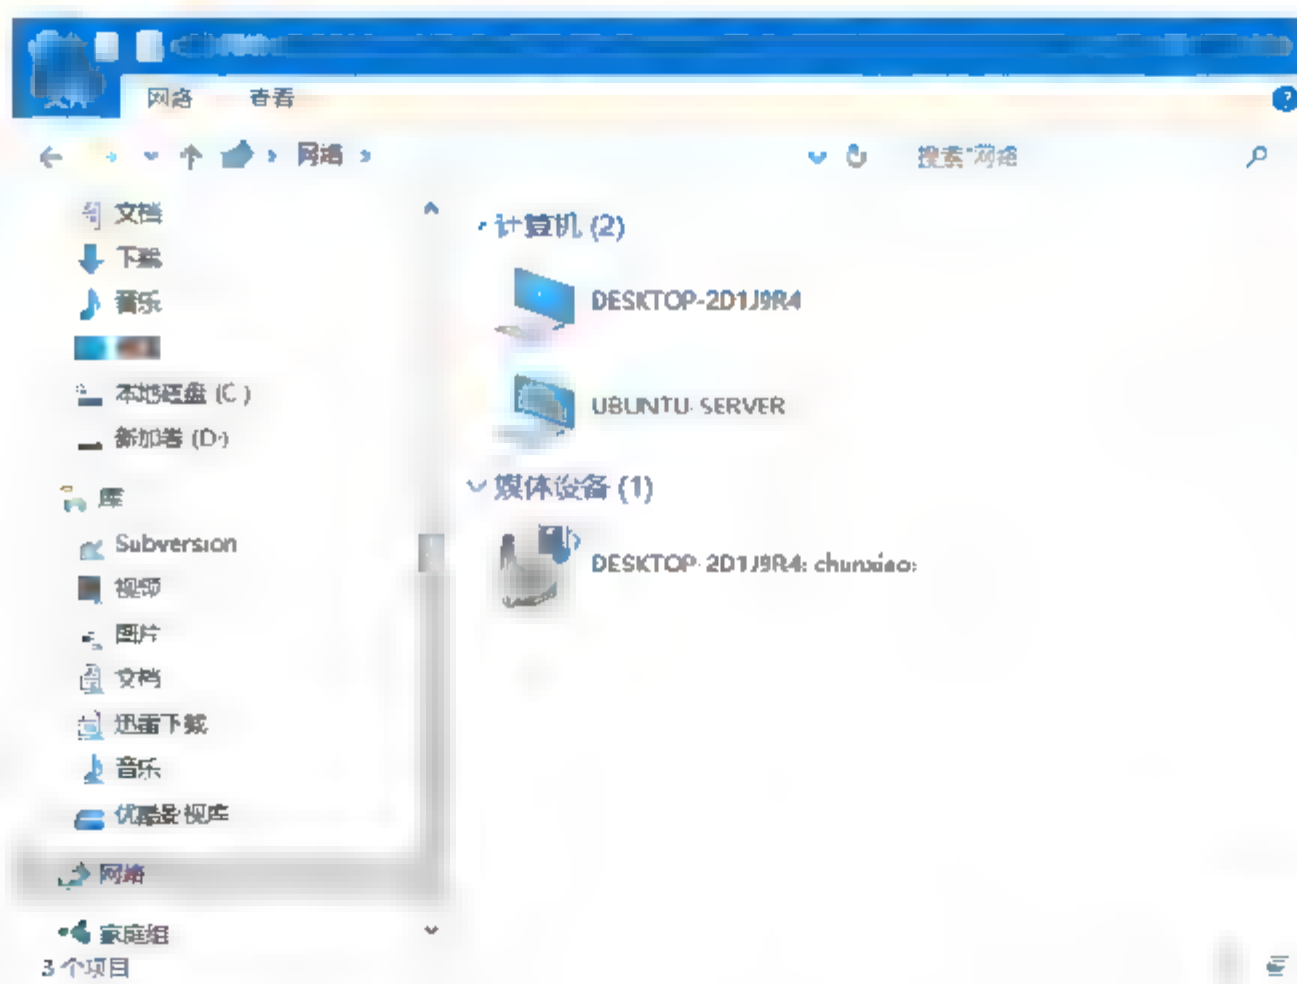 网络 查看
网络
搜索"网络"
文档
下载
音乐
本地磁盘 (C:)
新加卷 (D:)
库
Subversion
视频
图片
文档
迅雷下载
音乐
优酷影视库
网络
家庭组
3 个项目
计算机 (2)
DESKTOP-2D1J9R4
UBUNTU-SERVER
媒体设备 (1)
DESKTOP-2D1J9R4: chunxiao: